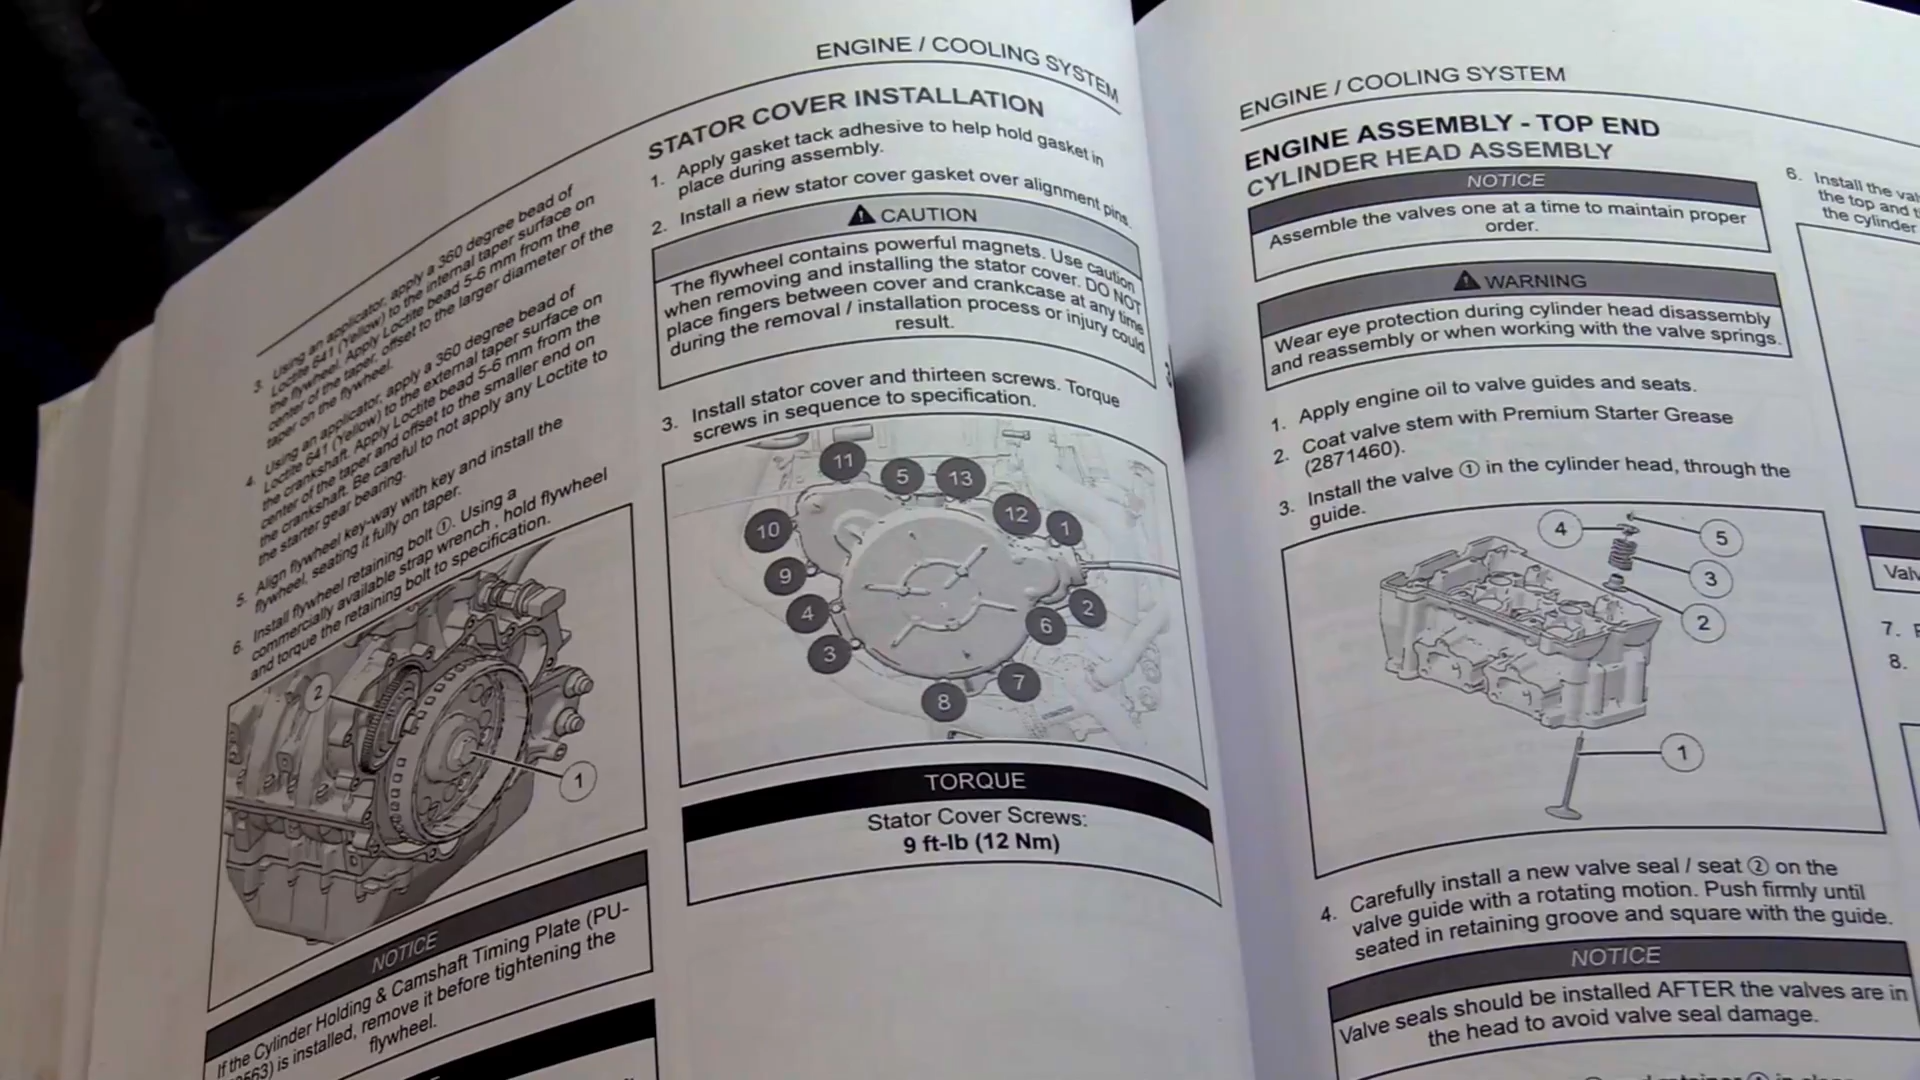 3. Using an applicator, apply a 360 degree bead of
Loctite 641 (Yellow) to the internal taper surface on
the flywheel. Apply Loctite bead 5-6 mm from the
center of the taper, offset to the larger diameter of the
taper on the flywheel.
4. Using an applicator, apply a 360 degree bead of
Loctite 641 (Yellow) to the external taper surface on
the crankshaft. Apply Loctite bead 5-6 mm from the
center of the taper and offset to the smaller end on
the crankshaft. Be careful to not apply any Loctite to
the starter gear bearing.
5. Align flywheel key-way with key and install the
flywheel, seating it fully on taper.
6. Install flywheel retaining bolt ①. Using a
commercially available strap wrench , hold flywheel
and torque the retaining bolt to specification.
2
1
NOTICE
If the Cylinder Holding & Camshaft Timing Plate (PU-
563) is installed, remove it before tightening the
flywheel.
ENGINE / COOLING SYSTEM
STATOR COVER INSTALLATION
1. Apply gasket tack adhesive to help hold gasket in
place during assembly.
2. Install a new stator cover gasket over alignment pins.
CAUTION
The flywheel contains powerful magnets. Use caution
when removing and installing the stator cover. DO NOT
place fingers between cover and crankcase at any time
during the removal / installation process or injury could
result.
3. Install stator cover and thirteen screws. Torque
screws in sequence to specification.
11
5
13
10
12
1
9
4
2
6
3
7
8
TORQUE
Stator Cover Screws:
9 ft-lb (12 Nm)
3
ENGINE / COOLING SYSTEM
ENGINE ASSEMBLY - TOP END
CYLINDER HEAD ASSEMBLY
NOTICE
Assemble the valves one at a time to maintain proper
order.
WARNING
Wear eye protection during cylinder head disassembly
and reassembly or when working with the valve springs.
1. Apply engine oil to valve guides and seats.
2. Coat valve stem with Premium Starter Grease
(2871460).
3. Install the valve ① in the cylinder head, through the
guide.
4
5
3
2
1
4. Carefully install a new valve seal / seat ② on the
valve guide with a rotating motion. Push firmly until
seated in retaining groove and square with the guide.
NOTICE
Valve seals should be installed AFTER the valves are in
the head to avoid valve seal damage.
6. Install the
the top and
the cylinder
7.
8.